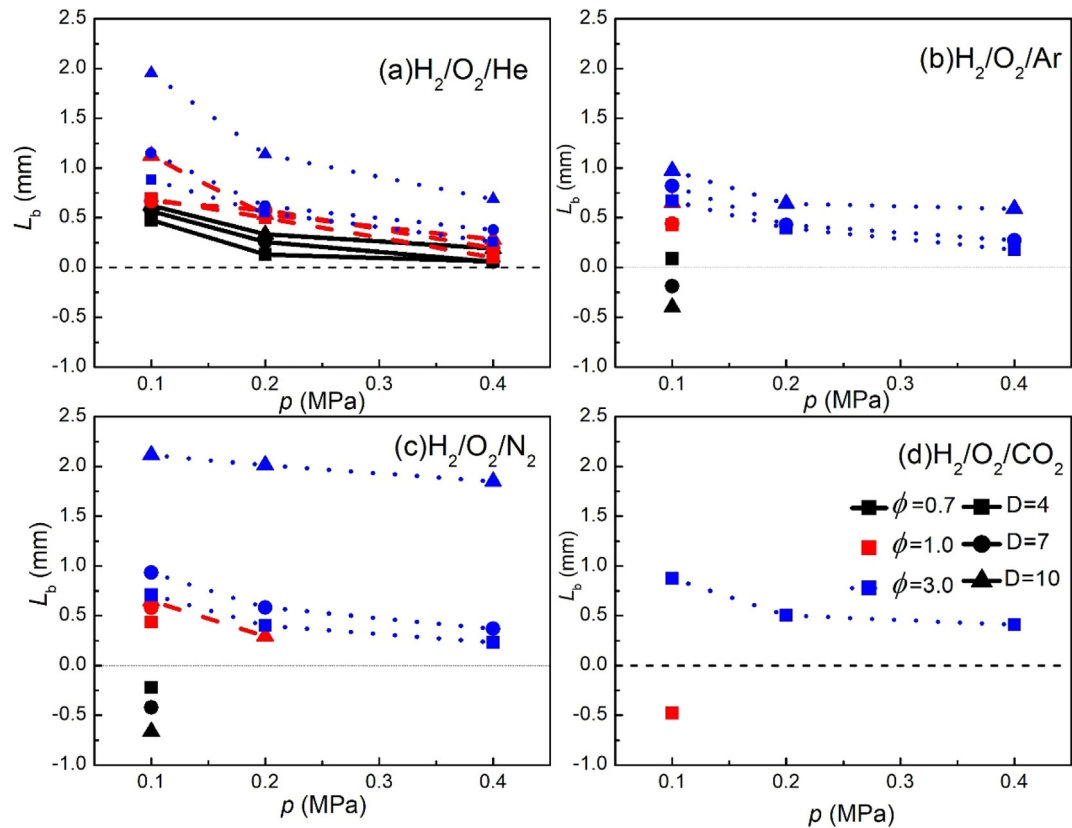 2.5
2.0
1.5
1.0
0.5
0.0
-0.5
-1.0
L_b (mm)
(a)H₂/O₂/He
0.1 0.2 0.3 0.4
p (MPa)
2.5
2.0
1.5
1.0
0.5
0.0
-0.5
-1.0
L_b (mm)
(b)H₂/O₂/Ar
0.1 0.2 0.3 0.4
p (MPa)
2.5
2.0
1.5
1.0
0.5
0.0
-0.5
-1.0
L_b (mm)
(c)H₂/O₂/N₂
0.1 0.2 0.3 0.4
p (MPa)
2.5
2.0
1.5
1.0
0.5
0.0
-0.5
-1.0
L_b (mm)
(d)H₂/O₂/CO₂
ϕ=0.7 D=4
ϕ=1.0 D=7
ϕ=3.0 D=10
0.1 0.2 0.3 0.4
p (MPa)